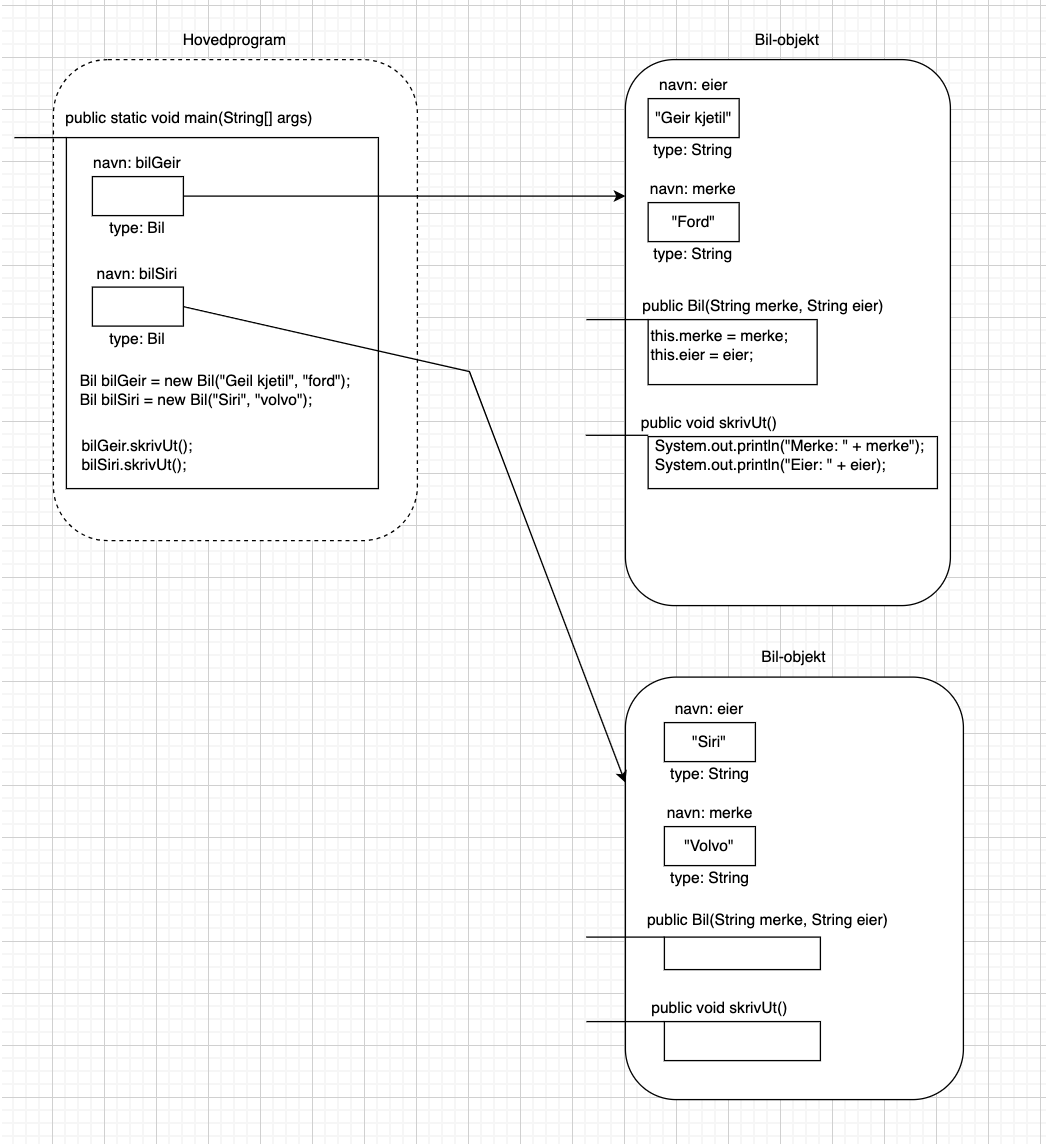 Hovedprogram
public static void main(String[] args)
navn: bilGeir
type: Bil
navn: bilSiri
type: Bil
Bil bilGeir = new Bil("Geil kjetil", "ford");
Bil bilSiri = new Bil("Siri", "volvo");
bilGeir.skrivUt();
bilSiri.skrivUt();
Bil-objekt
navn: eier
"Geir kjetil"
type: String
navn: merke
"Ford"
type: String
public Bil(String merke, String eier)
this.merke = merke;
this.eier = eier;
public void skrivUt()
System.out.println("Merke: " + merke");
System.out.println("Eier: " + eier);
Bil-objekt
navn: eier
"Siri"
type: String
navn: merke
"Volvo"
type: String
public Bil(String merke, String eier)
public void skrivUt()